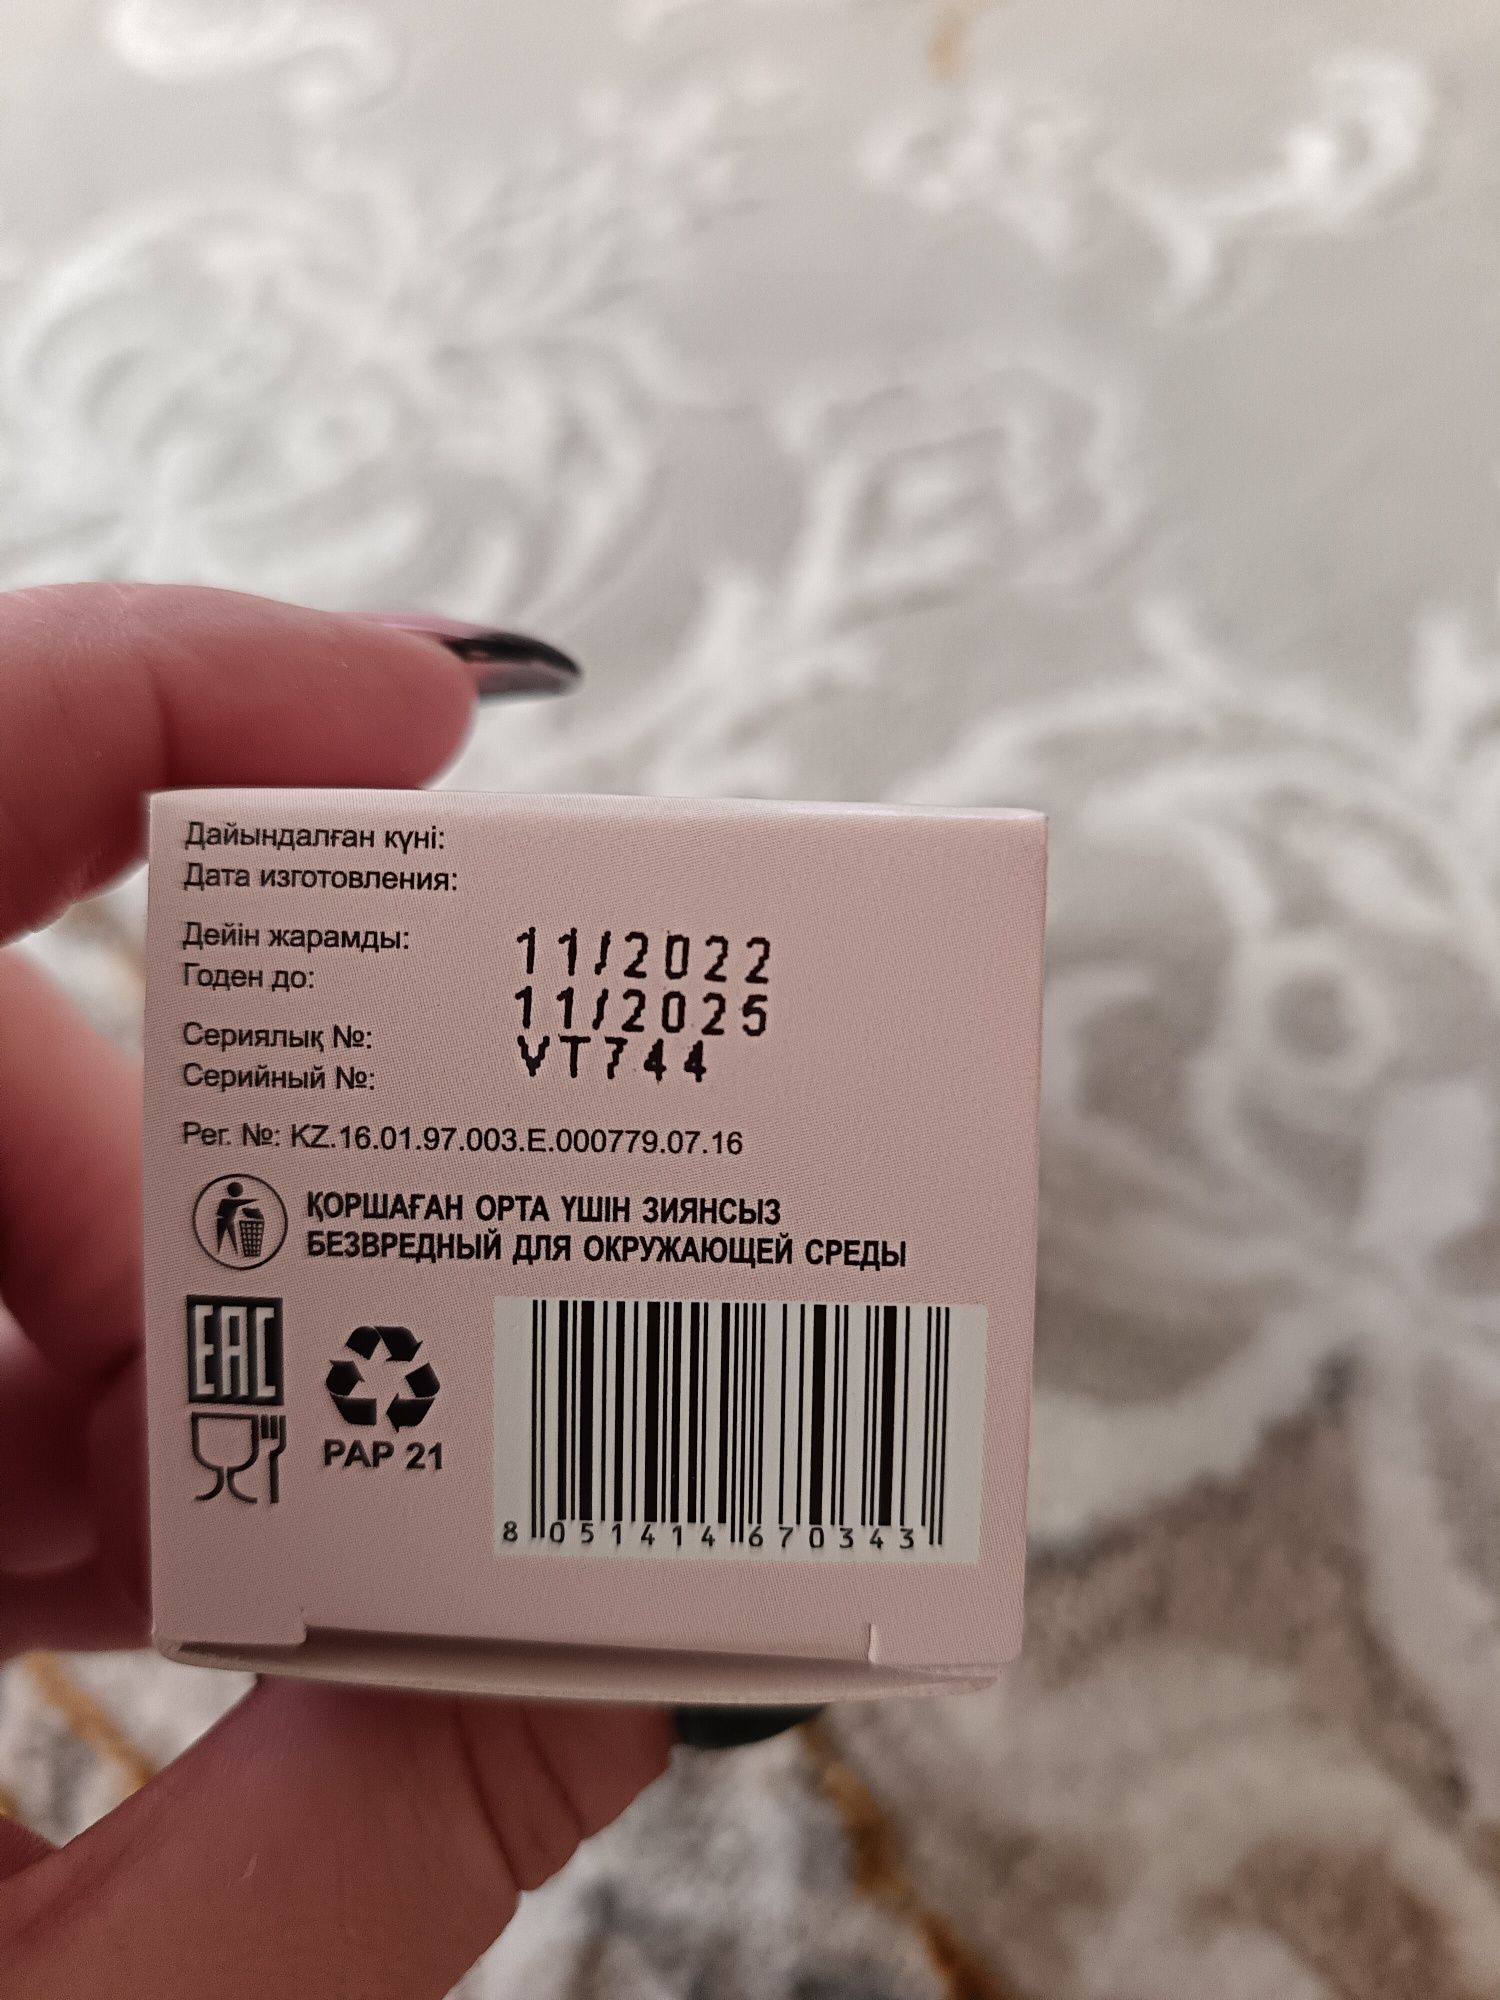 Дайындалған күні:
Дата изготовления:
Дейін жарамды:
Годен до:
11/2022
11/2025
Сериялық №:
Серийный №:
VT744
Рег. №: KZ.16.01.97.003.E.000779.07.16
ҚОРШАҒАН ОРТА ҮШІН ЗИЯНСЫЗ
БЕЗВРЕДНЫЙ ДЛЯ ОКРУЖАЮЩЕЙ СРЕДЫ
EAC
PAP 21
8 051414 670343